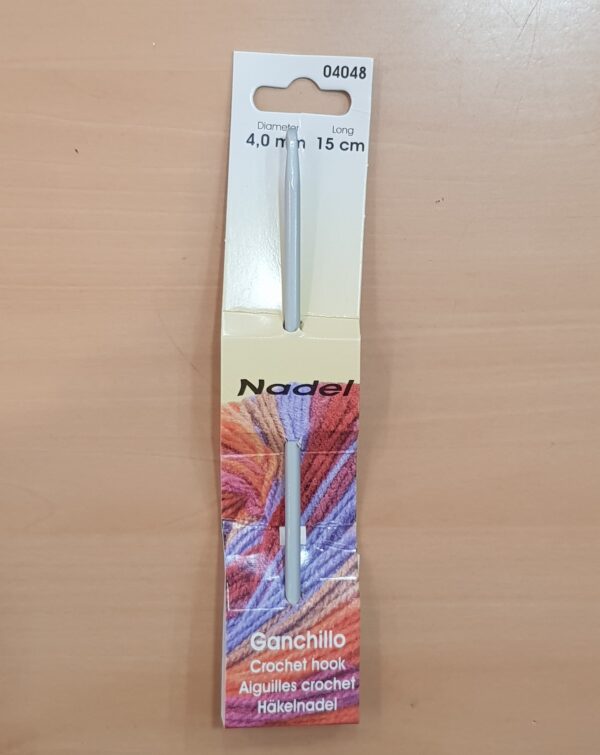 04048
Diameter Long
4,0 mm 15 cm
Nadel
Ganchillo
Crochet hook
Aiguilles crochet
Häkelnadel